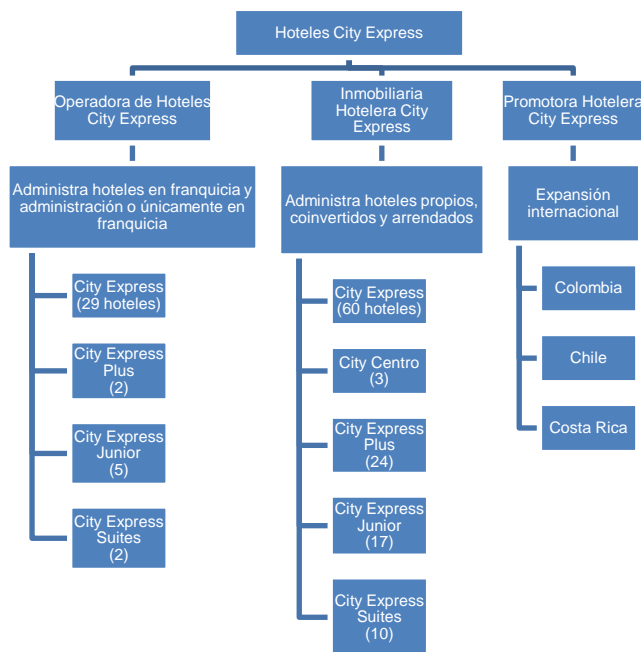 Hoteles City Express
Operadora de Hoteles
City Express
Inmobiliaria
Hotelera City
Express
Promotora Hotelera
City Express
Administra hoteles en franquicia y
administración o únicamente en
franquicia
Administra hoteles propios,
coinvertidos y arrendados
Expansión
internacional
City Express
(29 hoteles)
City Express
Plus
(2)
City Express
Junior
(5)
City Express
Suites
(2)
City Express
(60 hoteles)
City Centro
(3)
City Express
Plus
(24)
City Express
Junior
(17)
City Express
Suites
(10)
Colombia
Chile
Costa Rica